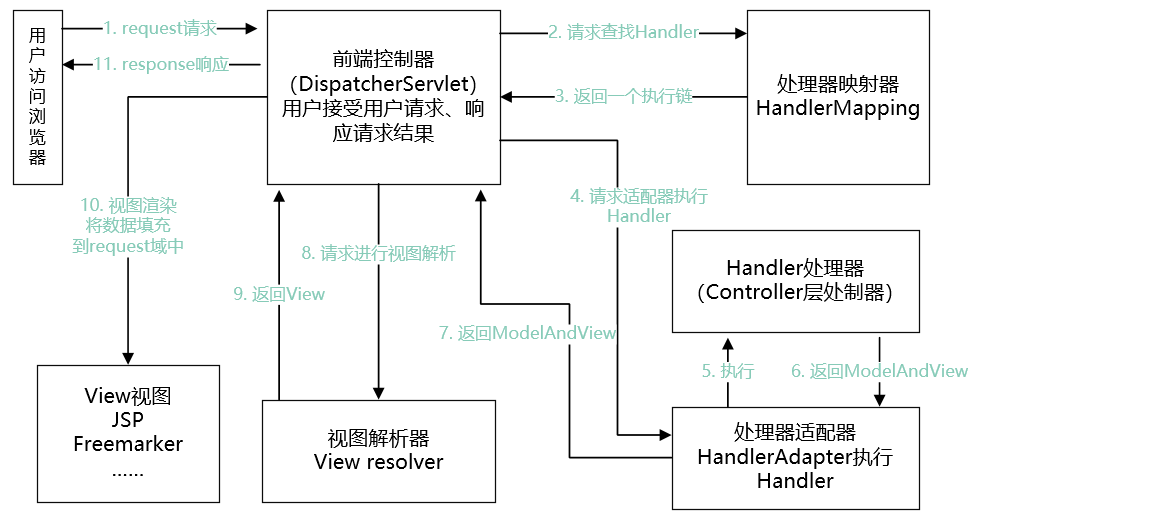 用户访问浏览器
1. request请求
11. response响应
前端控制器
（DispatcherServlet）
用户接受用户请求、响
应请求结果
2. 请求查找Handler
3. 返回一个执行链
处理器映射器
HandlerMapping
10. 视图渲染
将数据填充
到request域中
9. 返回View
8. 请求进行视图解析
4. 请求适配器执行
Handler
7. 返回ModelAndView
Handler处理器
（Controller层处制器）
5. 执行
6. 返回ModelAndView
View视图
JSP
Freemarker
……
视图解析器
View resolver
处理器适配器
HandlerAdapter执行
Handler